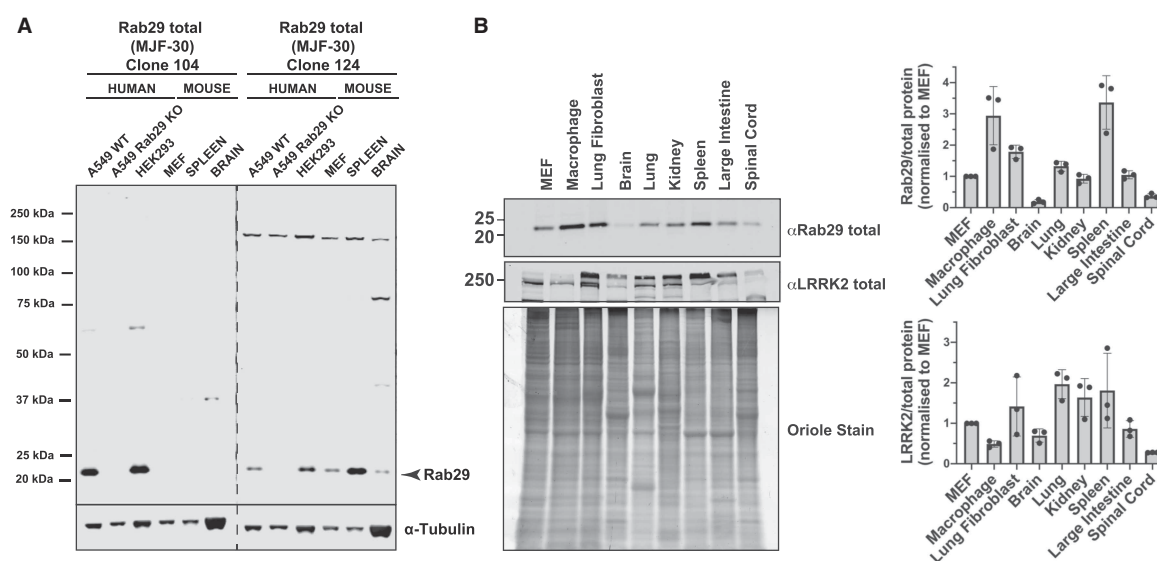 A
Rab29 total
(MJF-30)
Clone 104
Rab29 total
(MJF-30)
Clone 124
HUMAN
MOUSE
HUMAN
MOUSE
A549 WT
A549 Rab29 KO
HEK293
MEF
SPLEEN
BRAIN
A549 WT
A549 Rab29 KO
HEK293
MEF
SPLEEN
BRAIN
250 kDa
150 kDa
100 kDa
75 kDa
50 kDa
37 kDa
25 kDa
20 kDa
Rab29
α-Tubulin
B
MEF
Macrophage
Lung Fibroblast
Brain
Lung
Kidney
Spleen
Large Intestine
Spinal Cord
25
20
αRab29 total
250
αLRRK2 total
Oriole Stain
Rab29/total protein
(normalised to MEF)
5
4
3
2
1
0
MEF
Macrophage
Lung Fibroblast
Brain
Lung
Kidney
Spleen
Large Intestine
Spinal Cord
LRRK2/total protein
(normalised to MEF)
3
2
1
0
MEF
Macrophage
Lung Fibroblast
Brain
Lung
Kidney
Spleen
Large Intestine
Spinal Cord